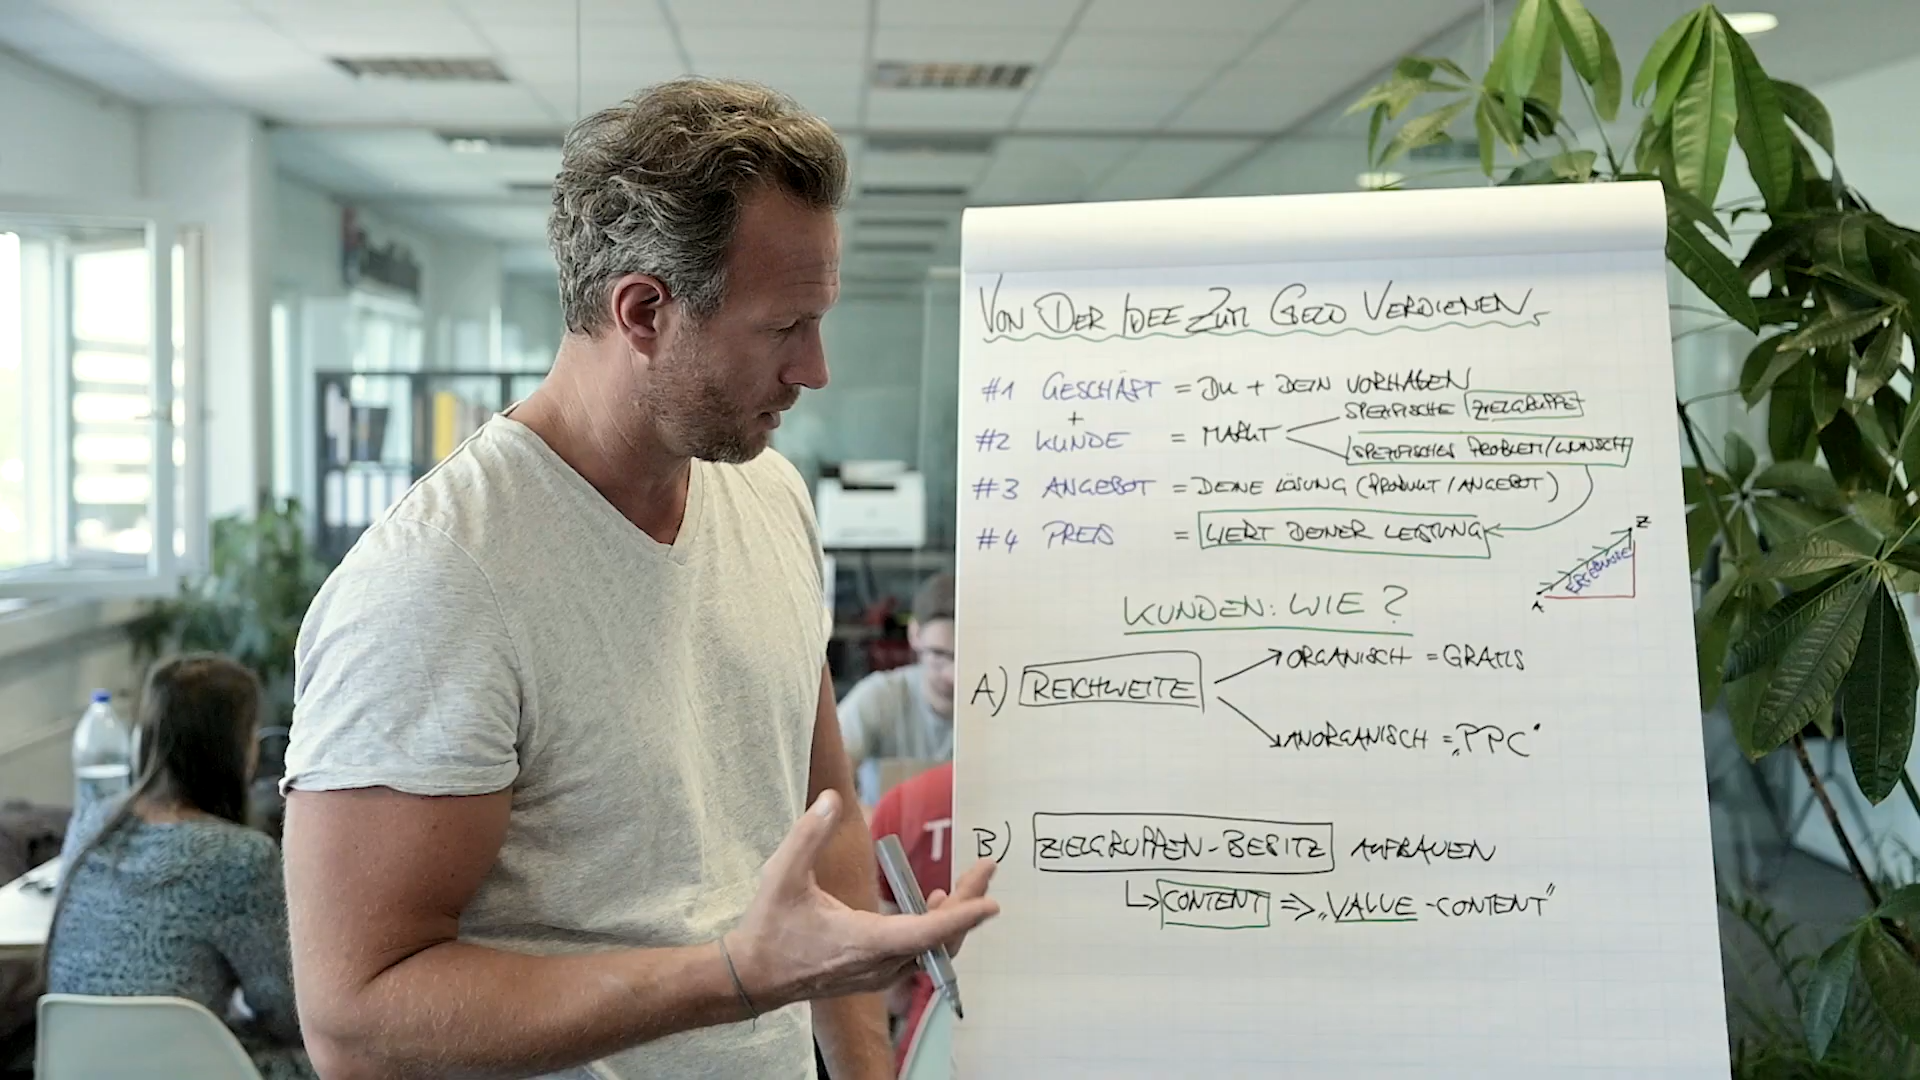 VON DER IDEE ZUM GELD VERDIENEN
#1 GESCHÄFT = DU + DEIN VORHABEN
+
SPEZIFISCHE ZIELGRUPPE
#2 KUNDE = MARKT
SPEZIFISCHES PROBLEM/WUNSCH
#3 ANGEBOT = DEINE LÖSUNG (PRODUKT/ANGEBOT)
#4 PREIS = WERT DEINER LEISTUNG
Z
ERGEBNISSE
A
KUNDEN: WIE?
ORGANISCH = GRATIS
A) REICHWEITE
ANORGANISCH = „PPC"
B) ZIELGRUPPEN-BESITZ AUFBAUEN
CONTENT => „VALUE-CONTENT"
T